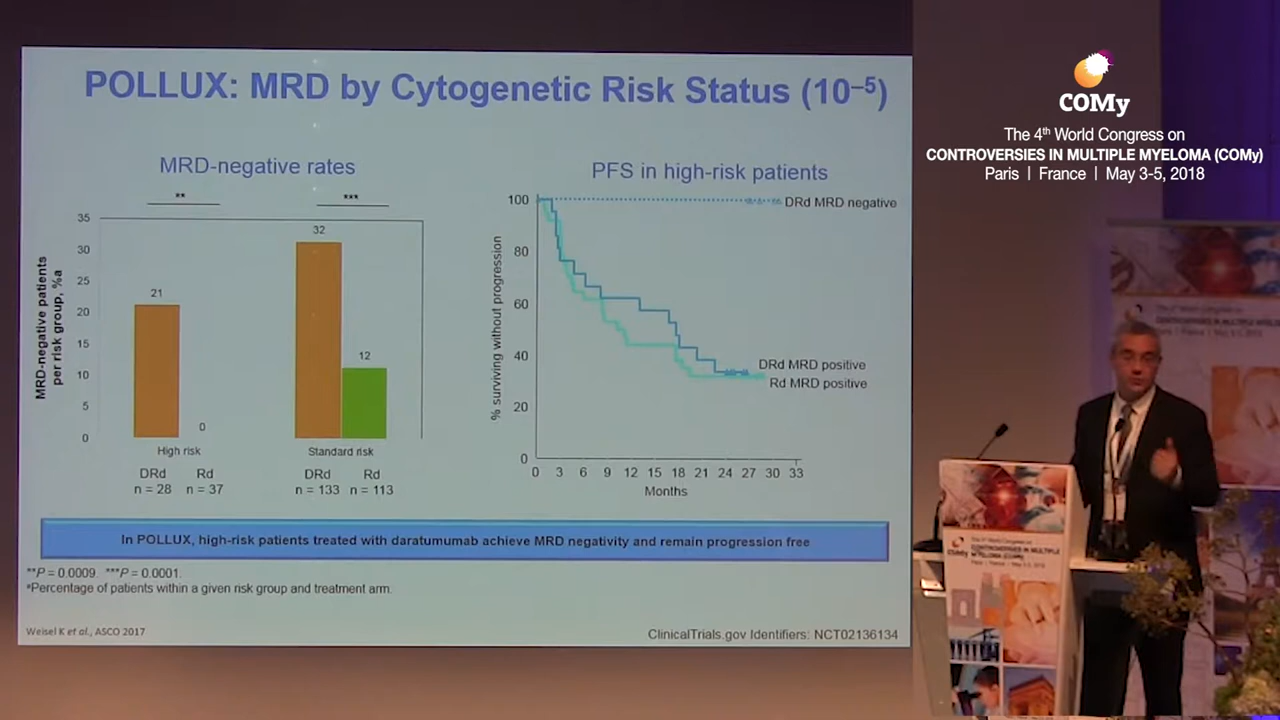 POLLUX: MRD by Cytogenetic Risk Status (10–5)
MRD-negative rates
**
***
MRD-negative patients
per risk group, %a
35
30
25
20
15
10
5
0
21
0
32
12
High risk
Standard risk
DRd
Rd
DRd
Rd
n = 28
n = 37
n = 133
n = 113
PFS in high-risk patients
% surviving without progression
100
80
60
40
20
0
DRd MRD negative
DRd MRD positive
Rd MRD positive
0 3 6 9 12 15 18 21 24 27 30 33
Months
In POLLUX, high-risk patients treated with daratumumab achieve MRD negativity and remain progression free
**P = 0.0009. ***P = 0.0001.
ªPercentage of patients within a given risk group and treatment arm.
Weisel K et al., ASCO 2017
ClinicalTrials.gov Identifiers: NCT02136134
COMy
The 4th World Congress on
CONTROVERSIES IN MULTIPLE MYELOMA (COMy)
Paris | France | May 3-5, 2018
COMy
CONTROVERSIES IN MULTIPLE
MYELOMA (COMy)